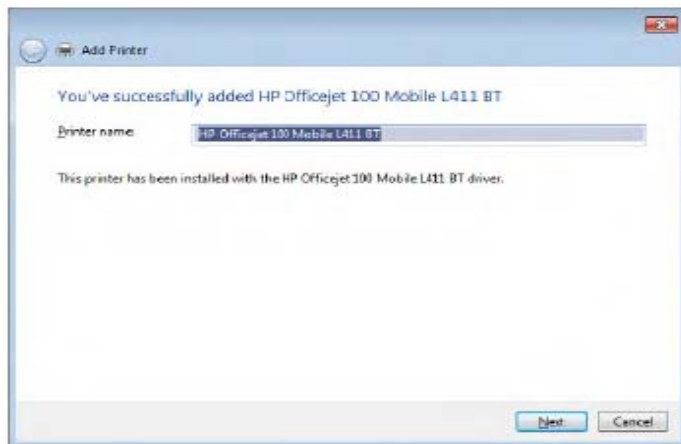 Add Printer
You've successfully added HP Officejet 100 Mobile L411 BT
Printer name: HP Officejet 100 Mobile L411 BT
This printer has been installed with the HP Officejet 100 Mobile L411 BT driver.
Next Cancel